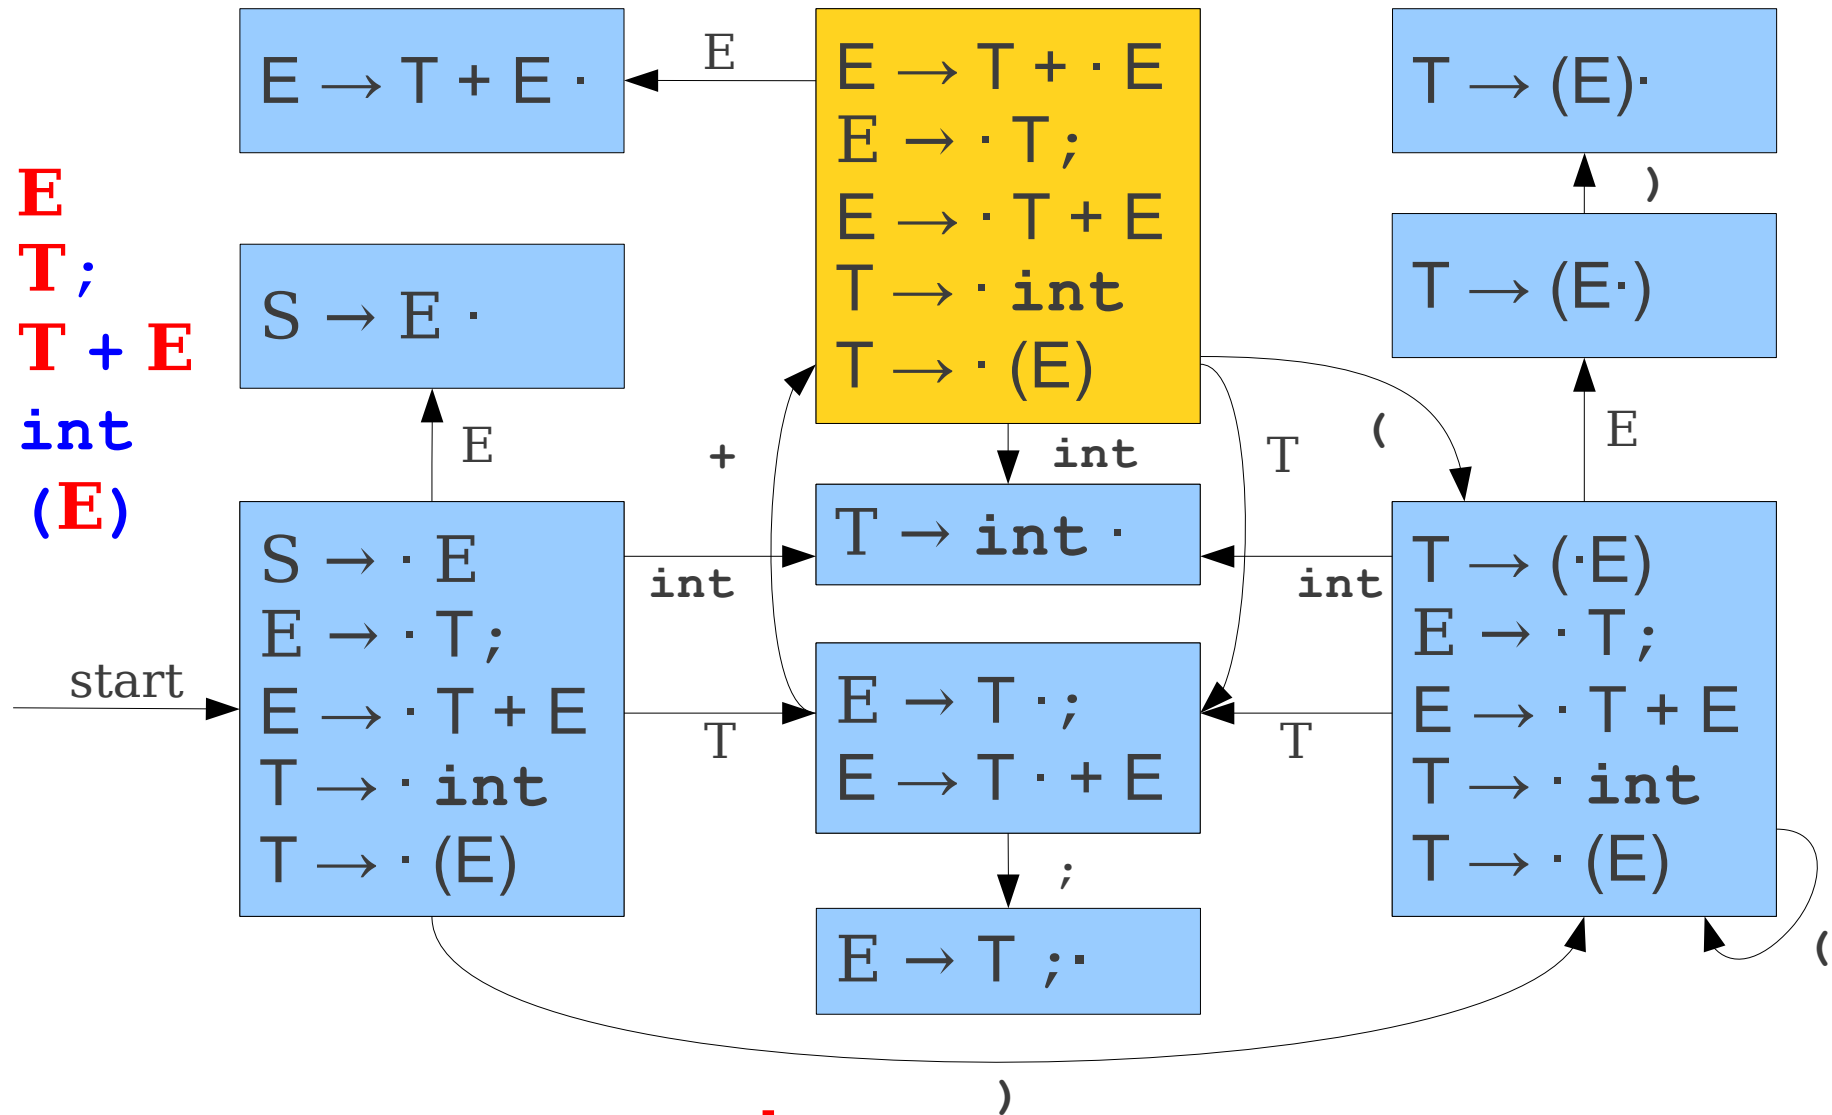 E
T ;
T + E
int
(E)
E → T + E ·
E
E → T + · E
E → · T ;
E → · T + E
T → · int
T → · (E)
T → (E)·
)
T → (E·)
E
S → E ·
E
+
int
T
(
T → int ·
int
int
start
S → · E
E → · T ;
E → · T + E
T → · int
T → · (E)
T
E → T · ;
E → T · + E
T
;
E → T ;·
T → (·E)
E → · T ;
E → · T + E
T → · int
T → · (E)
(
)